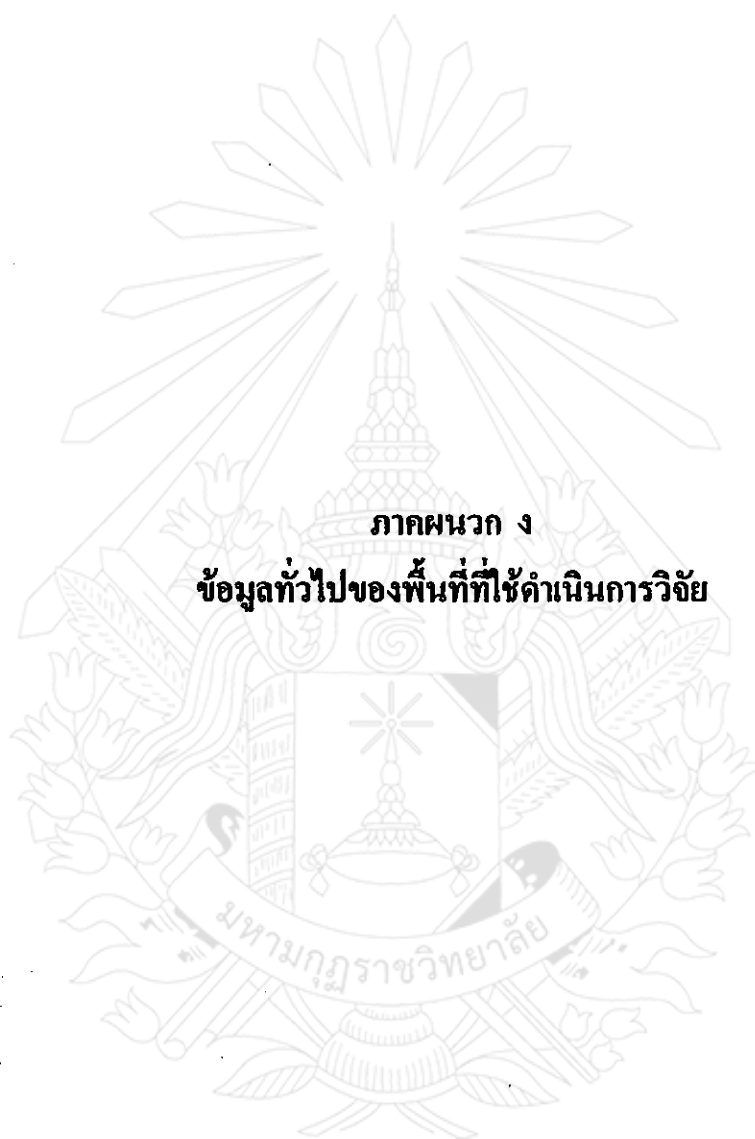 ภาคผนวก ง
ข้อมูลทั่วไปของพื้นที่ที่ใช้ดำเนินการวิจัย
มหามกุฏราชวิทยาลัย